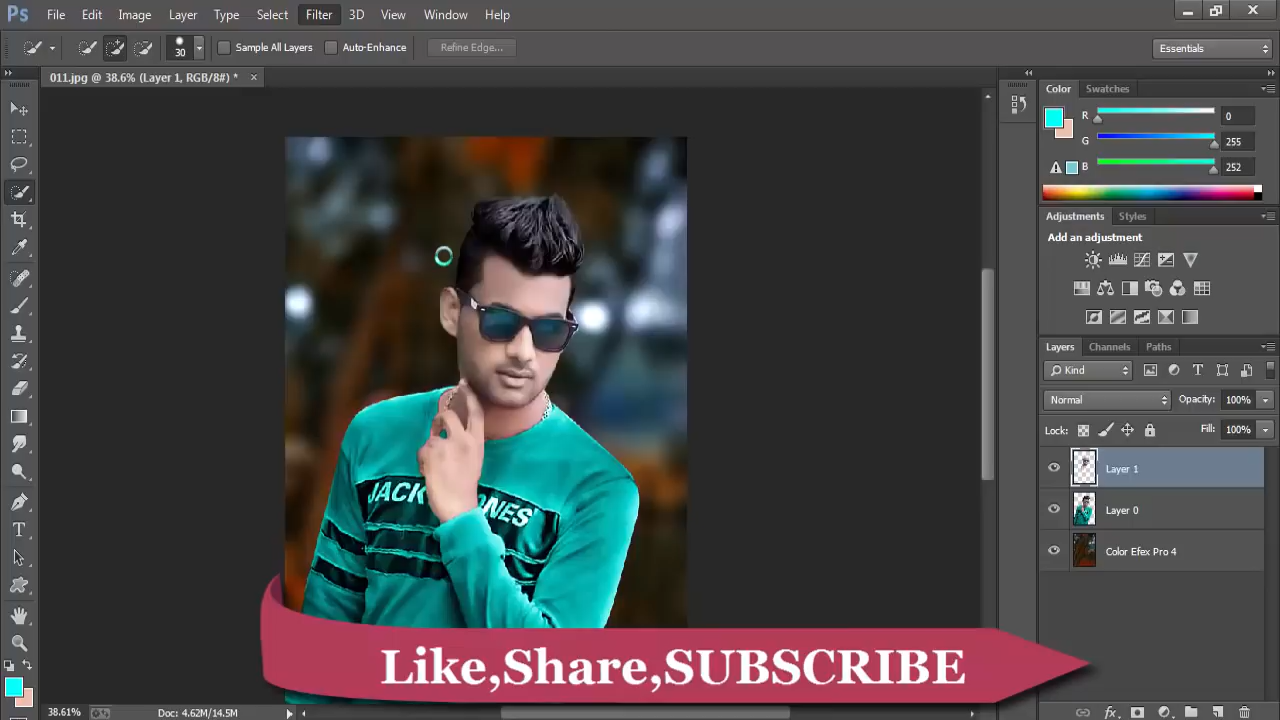 Ps File Edit Image Layer Type Select Filter 3D View Window Help
30 Sample All Layers Auto-Enhance Refine Edge... Essentials
011.jpg @ 38.6% (Layer 1, RGB/8#) *
Color Swatches
R 0
G 255
B 252
Adjustments Styles
Add an adjustment
Layers Channels Paths
Kind
Normal Opacity: 100%
Lock: Fill: 100%
Layer 1
Layer 0
Color Efex Pro 4
JACK JONES
Like,Share,SUBSCRIBE
38.61% Doc: 4.62M/14.5M